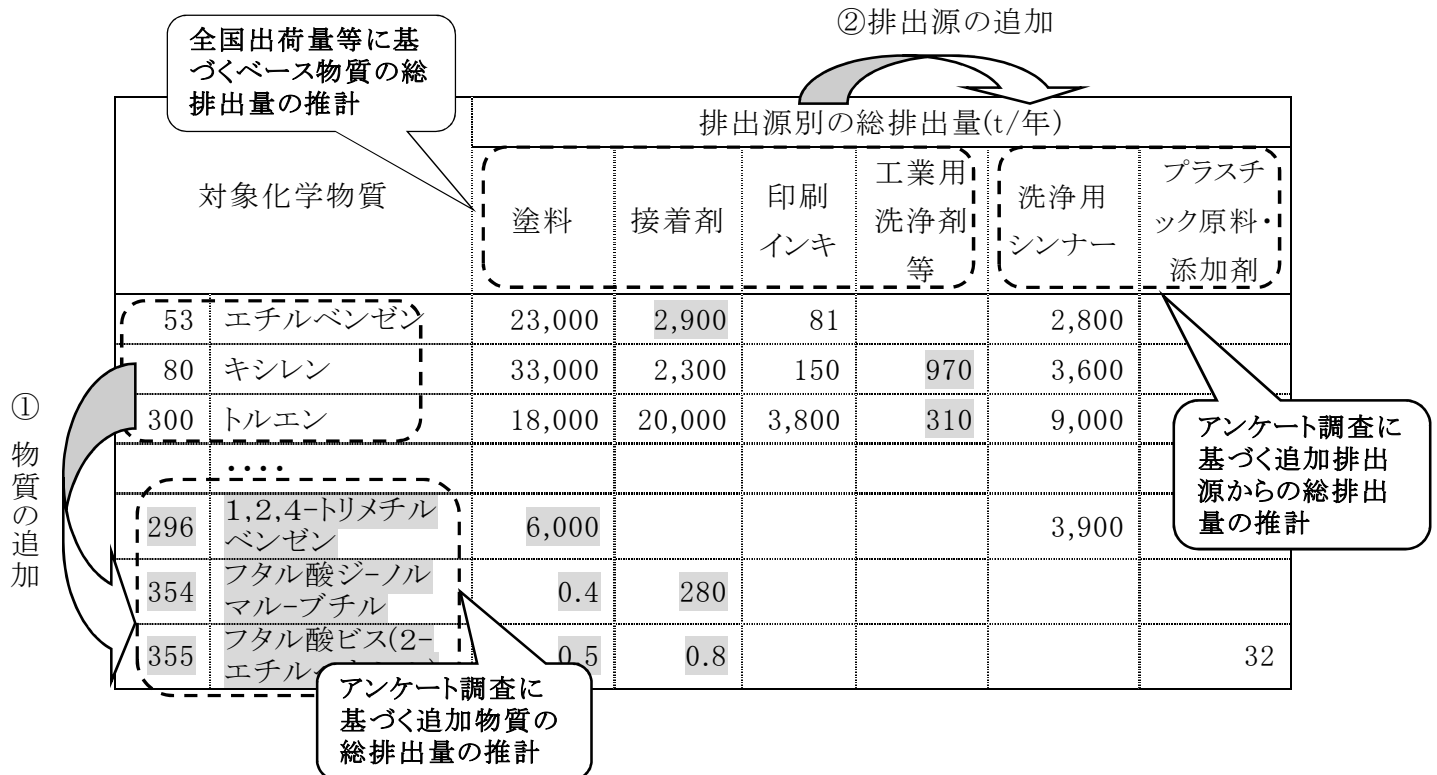 ②排出源の追加
全国出荷量等に基
づくベース物質の総
排出量の推計
対象化学物質
排出源別の総排出量(t/年)
塗料
接着剤
印刷
インキ
工業用
洗浄剤
等
洗浄用
シンナー
プラスチ
ック原料・
添加剤
53 エチルベンゼン 23,000 2,900 81 2,800
80 キシレン 33,000 2,300 150 970 3,600
300 トルエン 18,000 20,000 3,800 310 9,000
････
296 1,2,4-トリメチル
ベンゼン 6,000 3,900
354 フタル酸ジ-ノル
マル-ブチル 0.4 280
355 フタル酸ビス(2-
エチル 0.5 0.8 32
①
物質の追加
アンケート調査に
基づく追加排出
源からの総排出
量の推計
アンケート調査に
基づく追加物質の
総排出量の推計